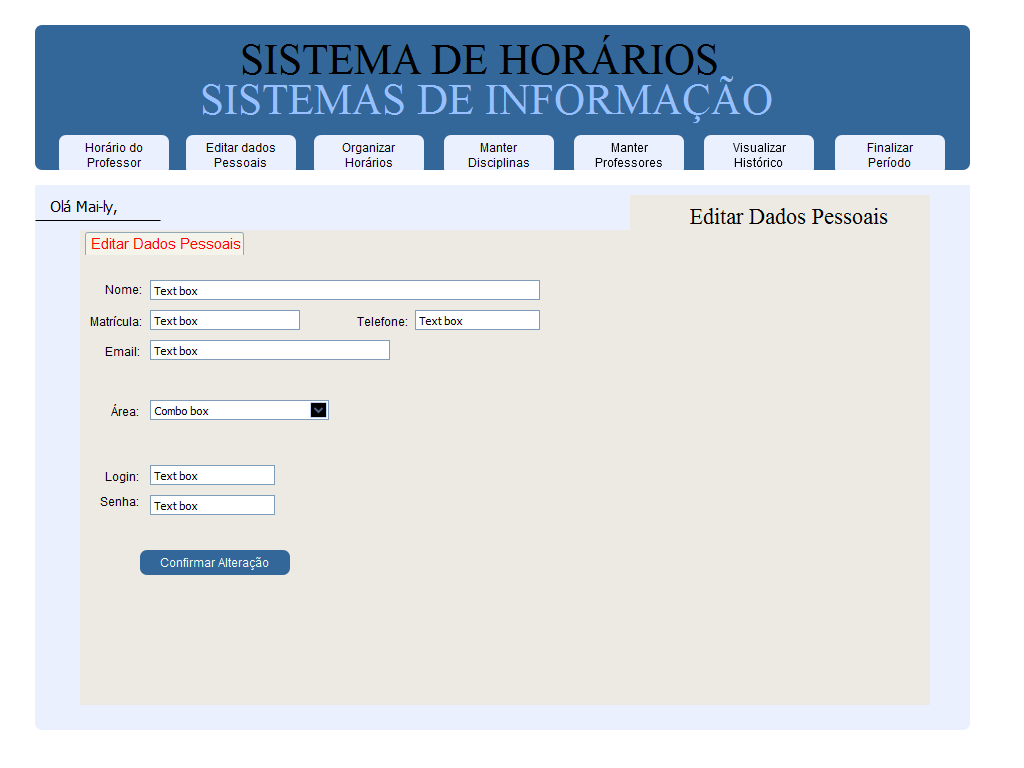 SISTEMA DE HORÁRIOS
SISTEMAS DE INFORMAÇÃO
Horário do
Professor
Editar dados
Pessoais
Organizar
Horários
Manter
Disciplinas
Manter
Professores
Visualizar
Histórico
Finalizar
Período
Olá Mai-ly,
Editar Dados Pessoais
Editar Dados Pessoais
Nome: Text box
Matrícula: Text box Telefone: Text box
Email: Text box
Área: Combo box
Login: Text box
Senha: Text box
Confirmar Alteração